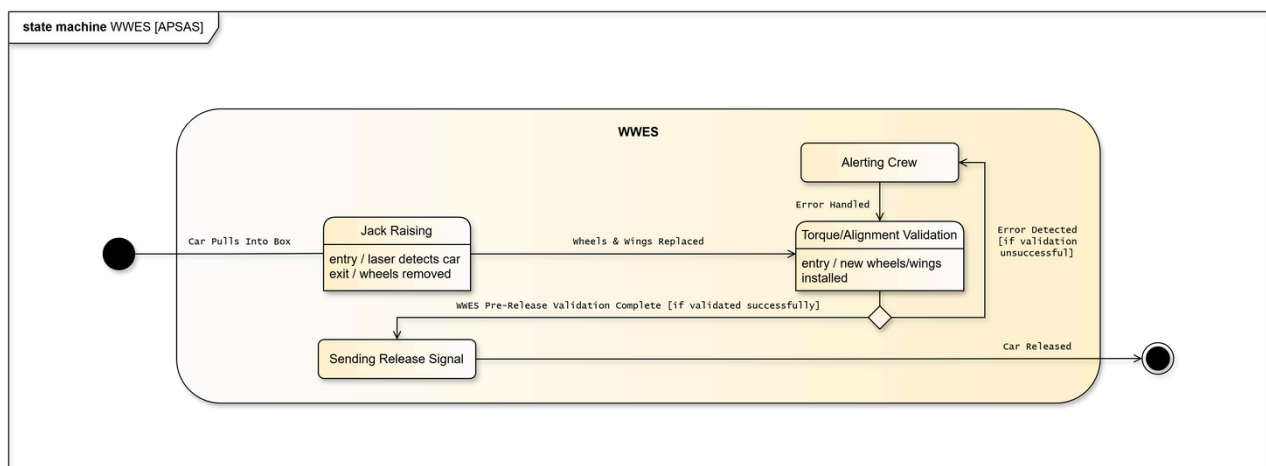 state machine WWES [APSAS]
WWES
Alerting Crew
Error Handled
Car Pulls Into Box
Jack Raising
entry / laser detects car
exit / wheels removed
Wheels & Wings Replaced
Torque/Alignment Validation
entry / new wheels/wings
installed
Error Detected
[if validation
unsuccessful]
WWES Pre-Release Validation Complete [if validated successfully]
Sending Release Signal
Car Released